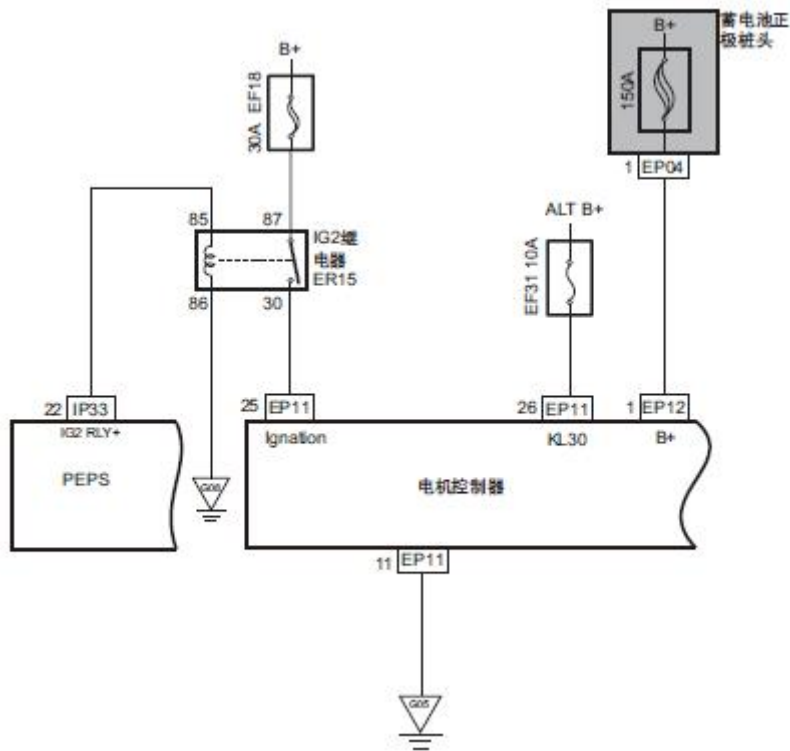 蓄电池正
极桩头
B+
150A
1 EP04
B+
30A EF18
85 87
IG2继
电器
ER15
86 30
ALT B+
EF31 10A
22 IP33
IG2 RLY+
PEPS
25 EP11
Ignation
26 EP11
KL30
1 EP12
B+
电机控制器
11 EP11
G05